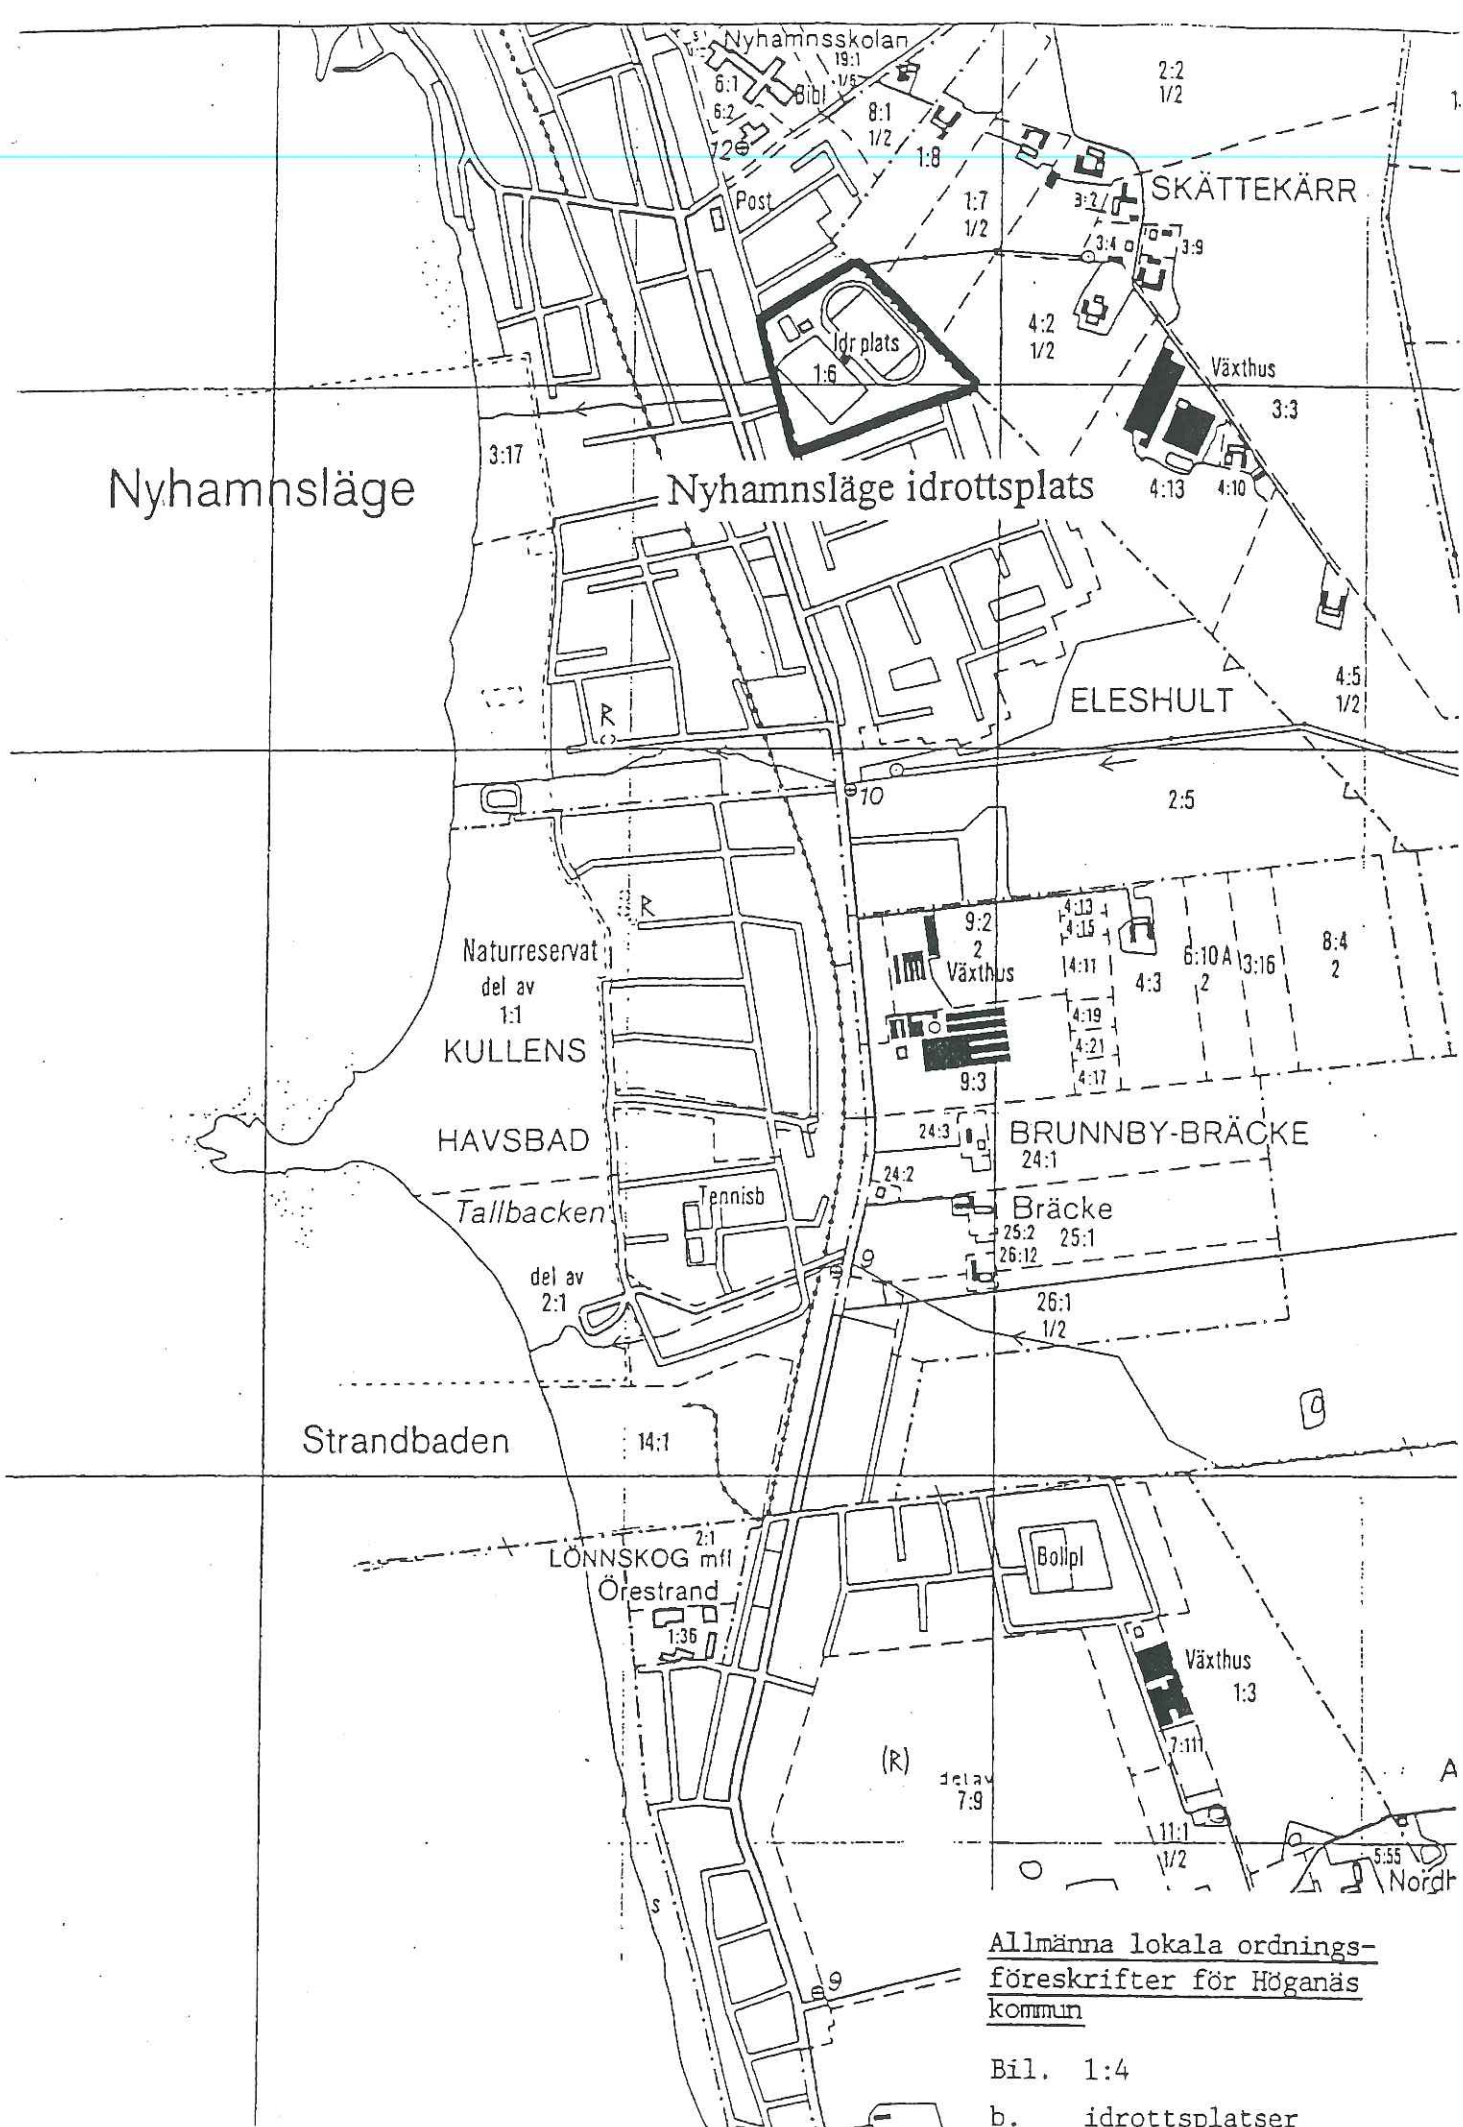 Nyhamnsskolan
19:1
1/6
6:1
Bibl
6:2
8:1
1/2
12
1:8
2:2
1/2
SKÄTTEKÄRR
Post
1:7
1/2
3:2
3:4
3:9
4:2
1/2
Idr plats
1:6
Växthus
3:3
3:17
4:13
4:10
Nyhamnsläge
Nyhamnsläge idrottsplats
4:5
1/2
ELESHULT
R
10
2:5
R
9:2
2
Växthus
4:13
4:15
4:11
4:3
6:10 A
2
3:16
8:4
2
Naturreservat
del av
1:1
KULLENS
4:19
4:21
4:17
9:3
HAVSBAD
24:3
BRUNNBY-BRÄCKE
24:1
24:2
Tallbacken
Tennisb
Bräcke
25:2
25:1
26:12
9
del av
2:1
26:1
1/2
Strandbaden
14:1
2:1
LÖNNSKOG mfl
Örestrand
1:36
Bollpl
Växthus
1:3
7:111
(R)
del av
7:9
A
11:1
1/2
5:55
Nordh
s
9
Allmänna lokala ordnings-
föreskrifter för Höganäs
kommun
Bil. 1:4
b. idrottsplatser